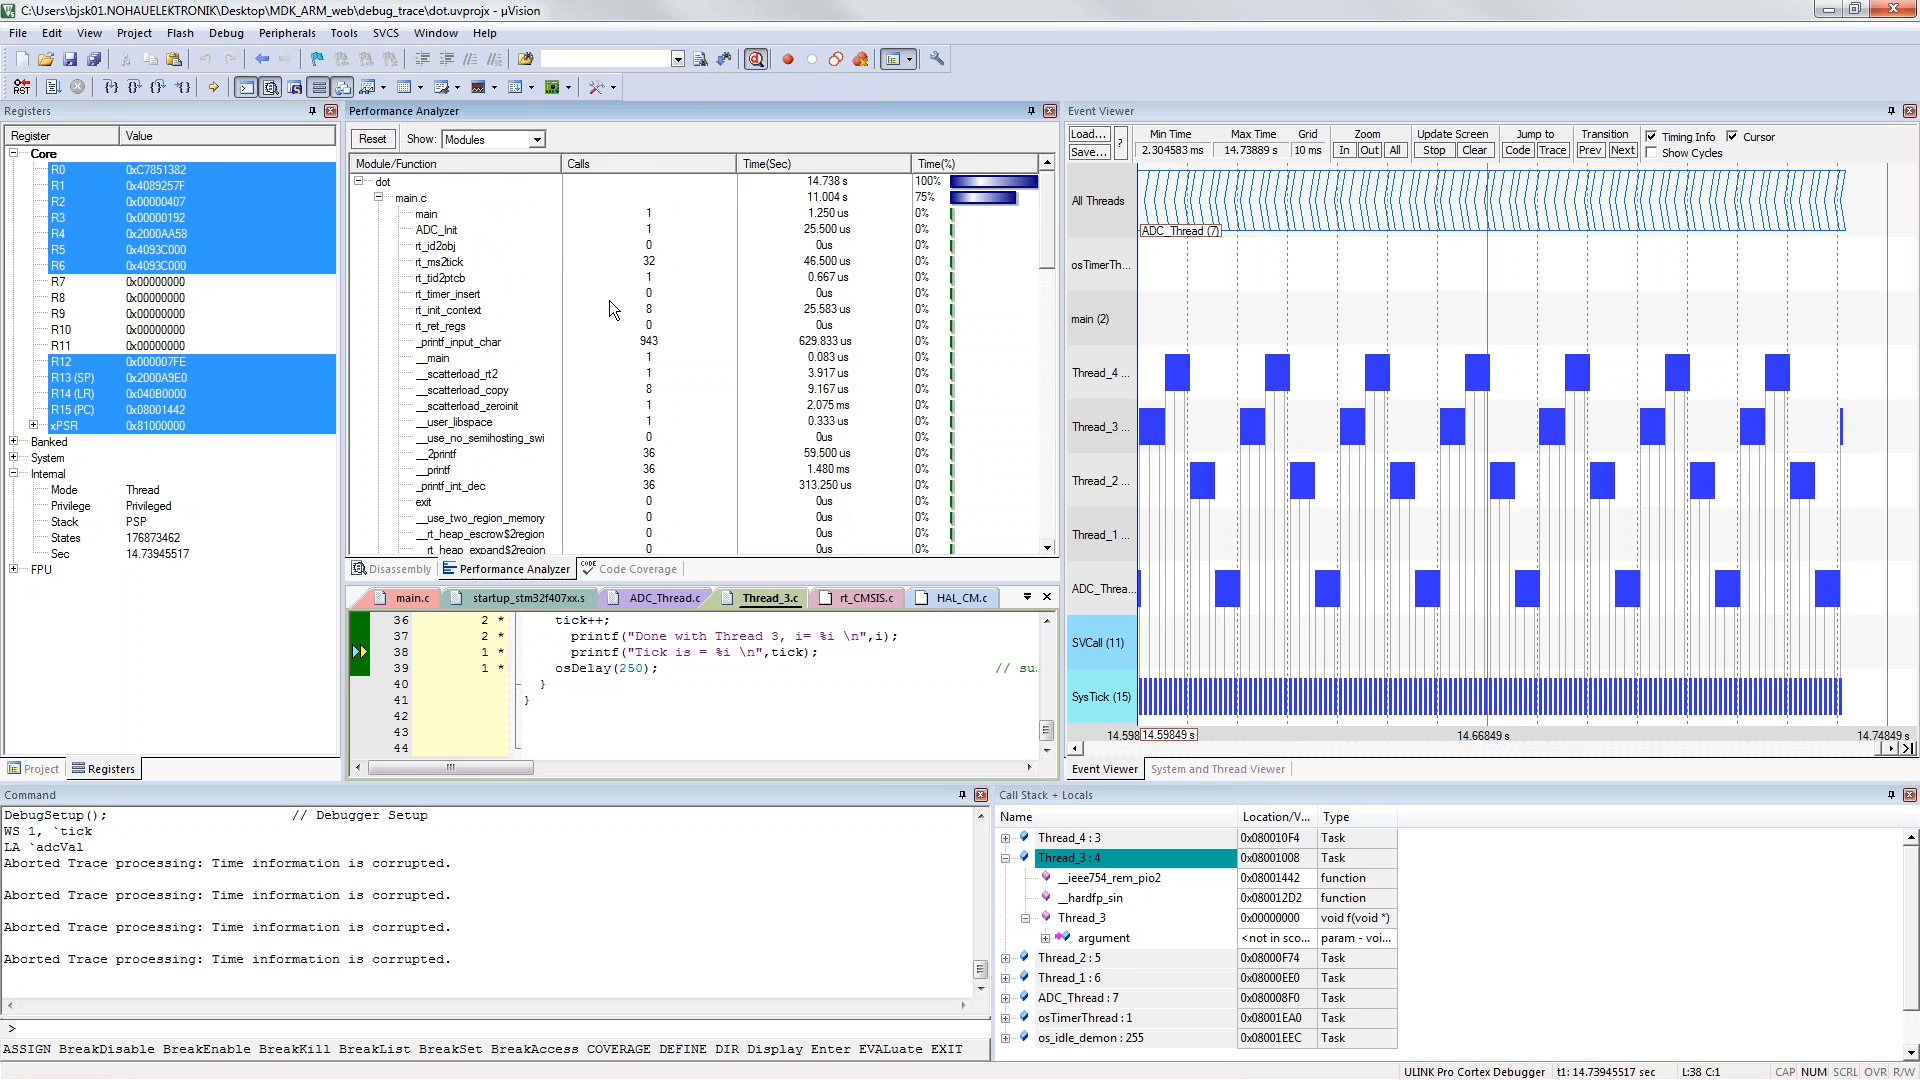 C:\Users\bjsk01.NOHAUELEKTRONIK\Desktop\MDK_ARM_web\debug_trace\dot.uvprojx - µVision
File Edit View Project Flash Debug Peripherals Tools SVCS Window Help
Registers
Register Value
Core
R0 0xC7851382
R1 0x4089257F
R2 0x00000407
R3 0x00000192
R4 0x2000AA58
R5 0x4093C000
R6 0x4093C000
R7 0x00000000
R8 0x00000000
R9 0x00000000
R10 0x00000000
R11 0x00000000
R12 0x000007FE
R13 (SP) 0x2000A9E0
R14 (LR) 0x040B0000
R15 (PC) 0x08001442
xPSR 0x81000000
Banked
System
Internal
Mode Thread
Privilege Privileged
Stack PSP
States 176873462
Sec 14.73945517
FPU
Project Registers
Performance Analyzer
Reset Show: Modules
Module/Function Calls Time(Sec) Time(%)
dot 14.738 s 100%
main.c 11.004 s 75%
main 1 1.250 us 0%
ADC_Init 1 25.500 us 0%
rt_id2obj 0 0us 0%
rt_ms2tick 32 46.500 us 0%
rt_tid2ptcb 1 0.667 us 0%
rt_timer_insert 0 0us 0%
rt_init_context 8 25.583 us 0%
rt_ret_regs 0 0us 0%
_printf_input_char 943 629.833 us 0%
__main 1 0.083 us 0%
__scatterload_rt2 1 3.917 us 0%
__scatterload_copy 8 9.167 us 0%
__scatterload_zeroinit 1 2.075 ms 0%
__user_libspace 1 0.333 us 0%
__use_no_semihosting_swi 0 0us 0%
__2printf 36 59.500 us 0%
__printf 36 1.480 ms 0%
_printf_int_dec 36 313.250 us 0%
exit 0 0us 0%
__use_two_region_memory 0 0us 0%
__rt_heap_escrow$2region 0 0us 0%
__rt_heap_expand$2region 0 0us 0%
Disassembly Performance Analyzer Code Coverage
main.c startup_stm32f407xx.s ADC_Thread.c Thread_3.c rt_CMSIS.c HAL_CM.c
36 2 * tick++;
37 2 * printf("Done with Thread 3, i= %i \n",i);
38 1 * printf("Tick is = %i \n",tick);
39 1 * osDelay(250); // su
40 }
41 }
42
43
44
Event Viewer
Load... Save... ? Min Time Max Time Grid Zoom Update Screen Jump to Transition Timing Info Cursor
2.304583 ms 14.73889 s 10 ms In Out All Stop Clear Code Trace Prev Next Show Cycles
All Threads
ADC_Thread (7)
osTimerTh...
main (2)
Thread_4 ...
Thread_3 ...
Thread_2 ...
Thread_1 ...
ADC_Threa...
SVCall (11)
SysTick (15)
14.598 14.59849 s 14.66849 s 14.74849 s
Event Viewer System and Thread Viewer
Command
DebugSetup(); // Debugger Setup
WS 1, `tick
LA `adcVal
Aborted Trace processing: Time information is corrupted.
Aborted Trace processing: Time information is corrupted.
Aborted Trace processing: Time information is corrupted.
Aborted Trace processing: Time information is corrupted.
>
ASSIGN BreakDisable BreakEnable BreakKill BreakList BreakSet BreakAccess COVERAGE DEFINE DIR Display Enter EVALuate EXIT
Call Stack + Locals
Name Location/V... Type
Thread_4 : 3 0x080010F4 Task
Thread_3 : 4 0x08001008 Task
__ieee754_rem_pio2 0x08001442 function
__hardfp_sin 0x080012D2 function
Thread_3 0x00000000 void f(void *)
argument <not in sco... param - voi...
Thread_2 : 5 0x08000F74 Task
Thread_1 : 6 0x08000EE0 Task
ADC_Thread : 7 0x080008F0 Task
osTimerThread : 1 0x08001EA0 Task
os_idle_demon : 255 0x08001EEC Task
ULINK Pro Cortex Debugger t1: 14.73945517 sec L:38 C:1 CAP NUM SCRL OVR R/W